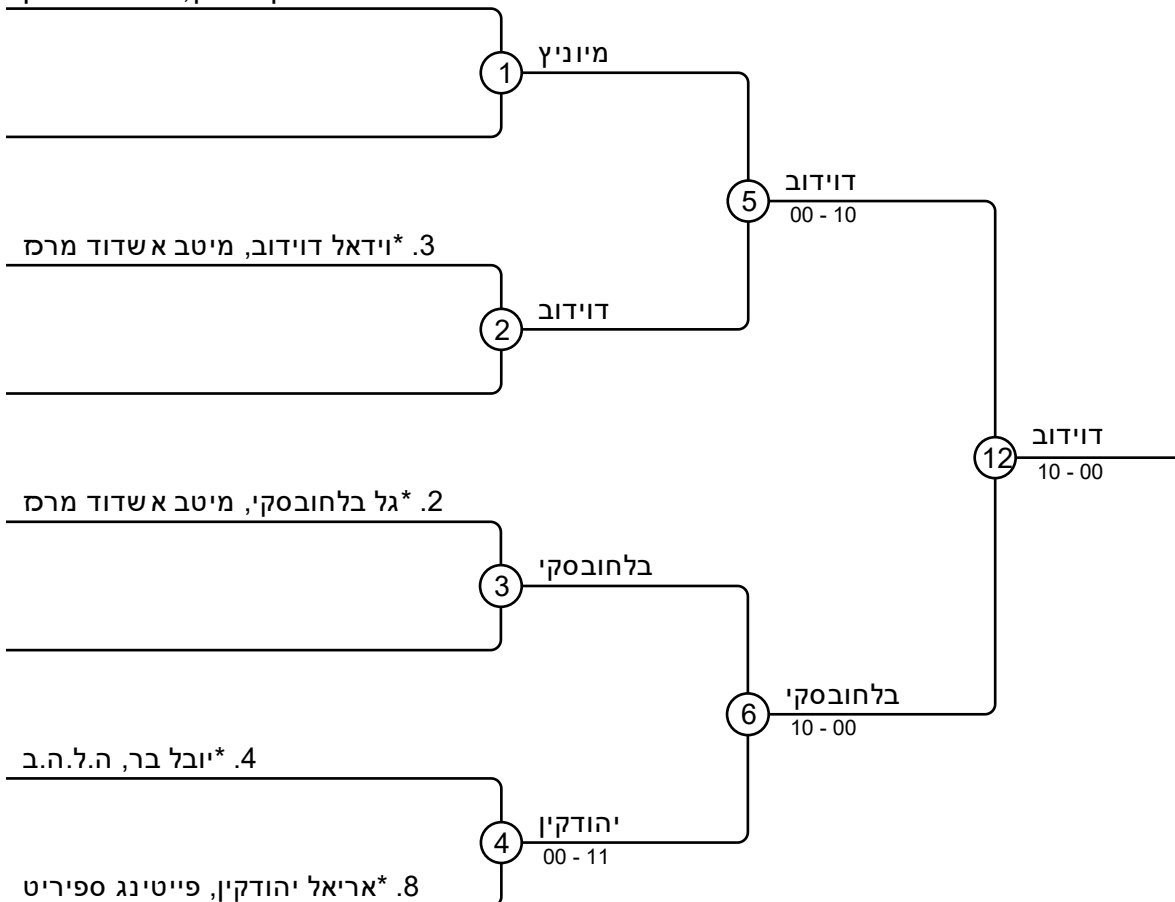 מיוניץ
1
דוידוב
5
00 - 10
3. *וידאל דוידוב, מיטב אשדוד מרכז
דוידוב
2
דוידוב
12
10 - 00
2. *גל בלחובסקי, מיטב אשדוד מרכז
בלחובסקי
3
בלחובסקי
6
10 - 00
4. *יובל בר, ה.ל.ה.ב
יהודקין
4
00 - 11
8. *אריאל יהודקין, פייטינג ספיריט